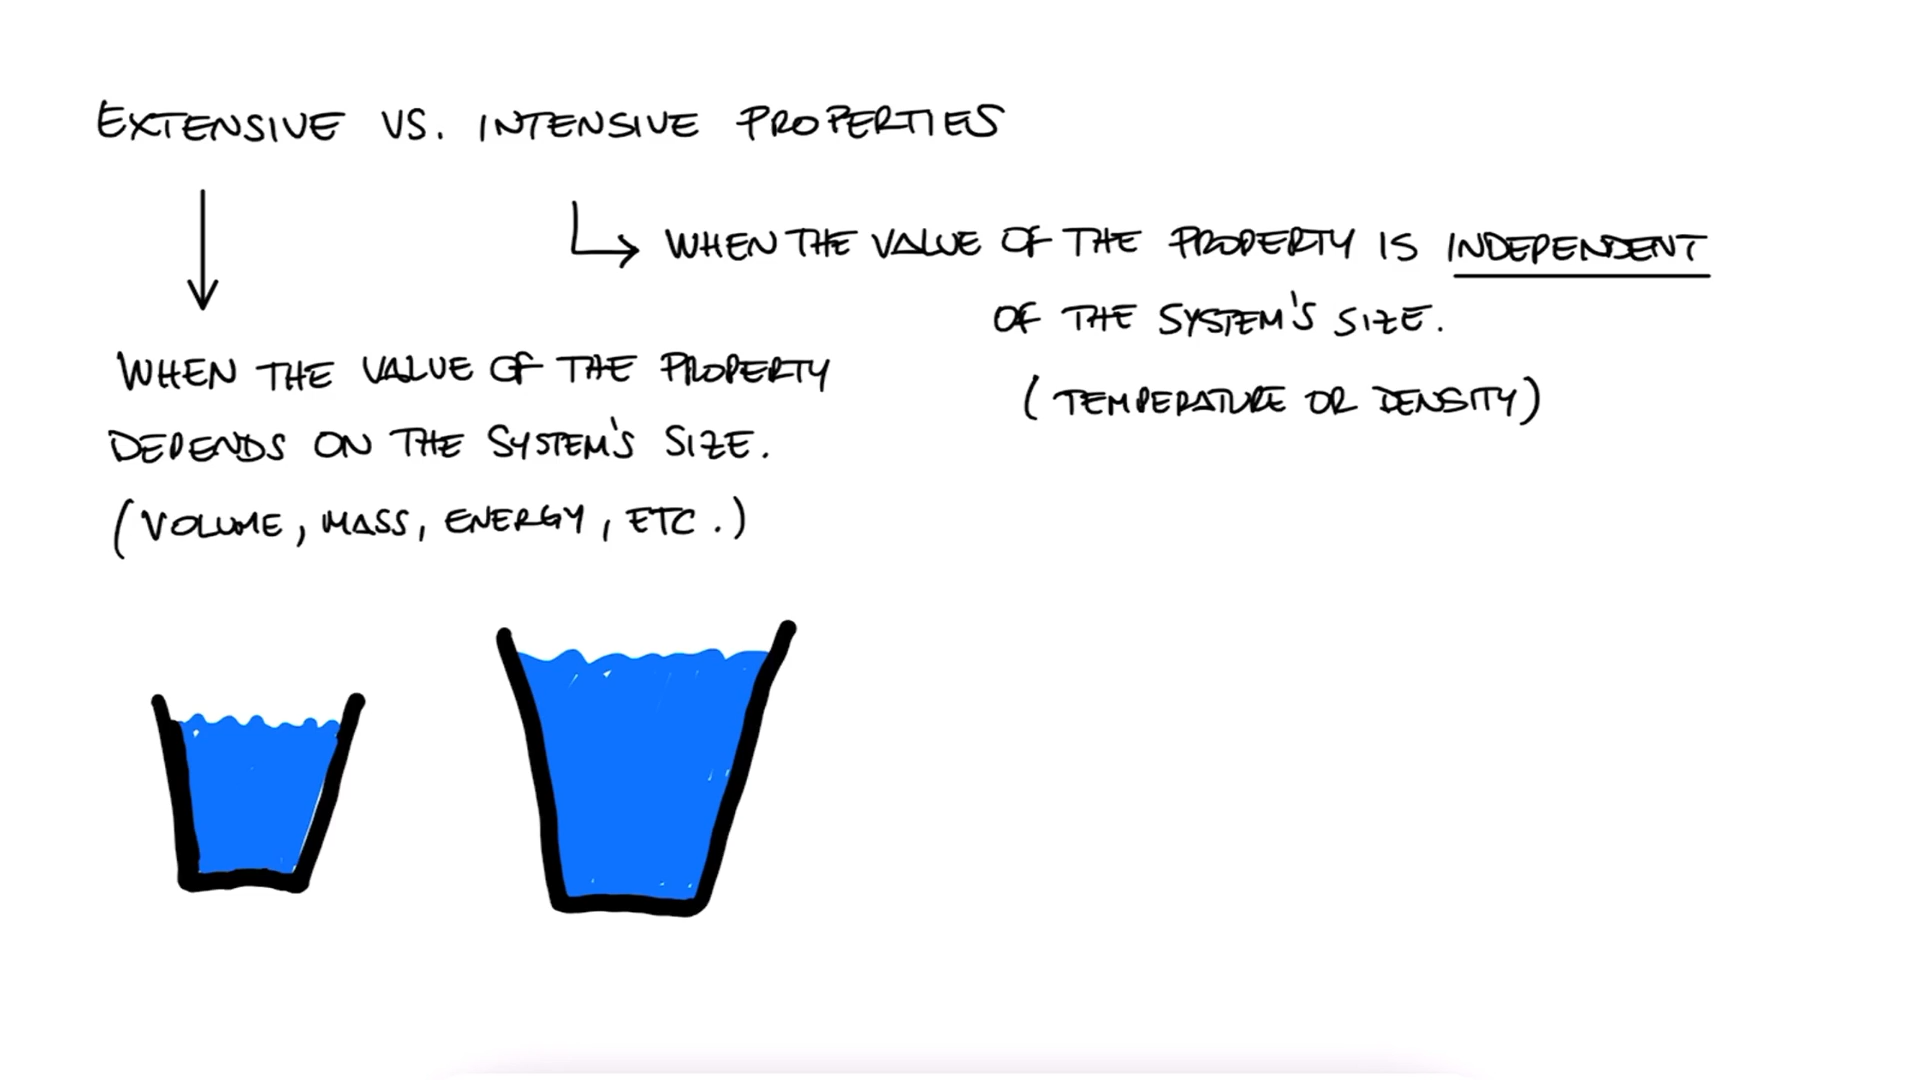 EXTENSIVE VS. INTENSIVE PROPERTIES
WHEN THE VALUE OF THE PROPERTY IS INDEPENDENT
OF THE SYSTEM'S SIZE.
(TEMPERATURE OR DENSITY)
WHEN THE VALUE OF THE PROPERTY
DEPENDS ON THE SYSTEM'S SIZE.
(VOLUME, MASS, ENERGY, ETC.)